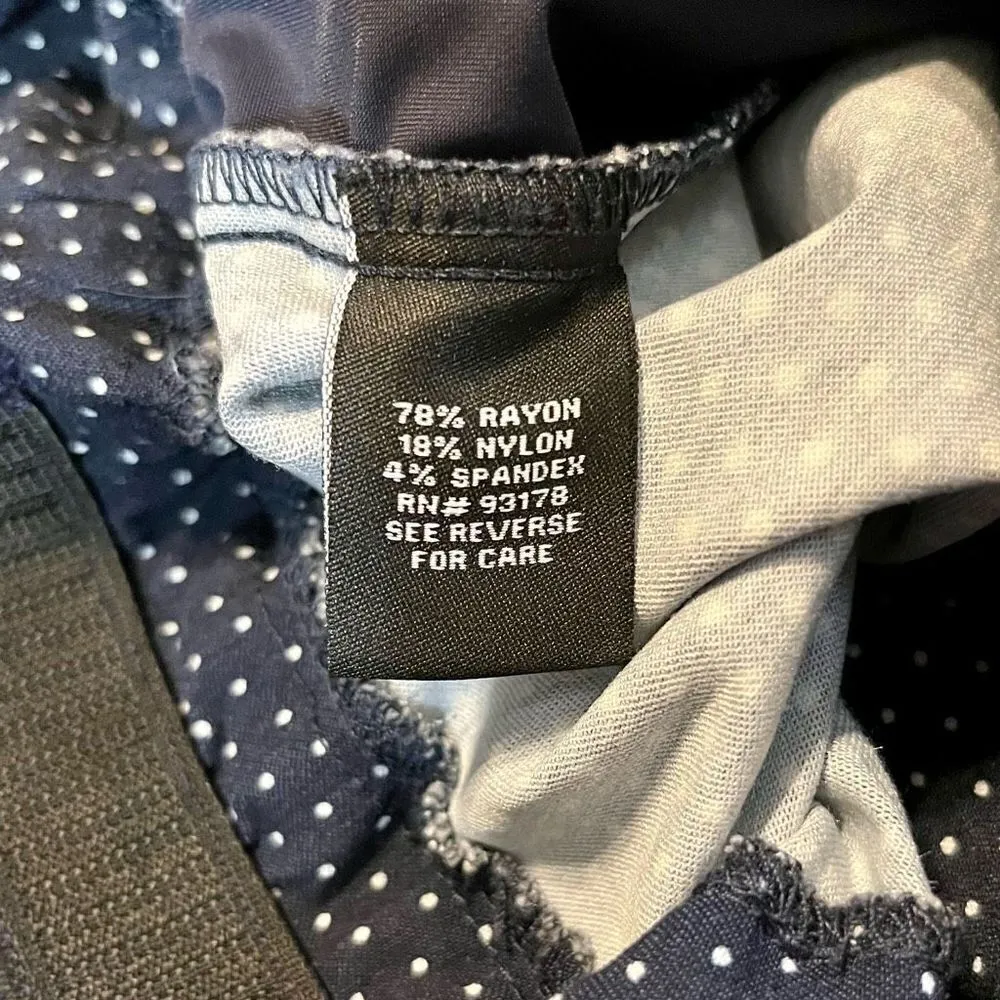 78% RAYON
18% NYLON
4% SPANDEX
RN# 93178
SEE REVERSE
FOR CARE